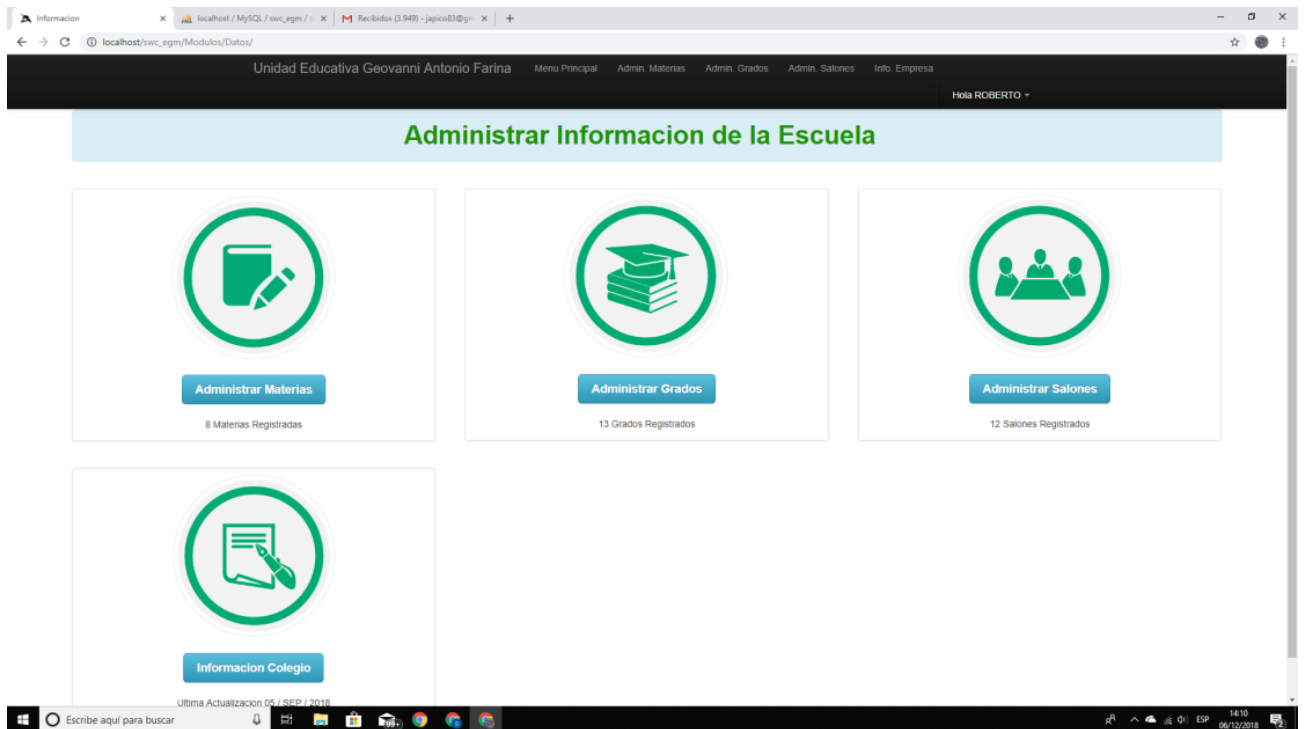 Informacion
localhost / MySQL / swc_egm / 
Recibidos (3.949) - japico83@g
localhost/swc_egm/Modulos/Datos/
Unidad Educativa Geovanni Antonio Farina Menu Principal Admin. Materias Admin. Grados Admin. Salones Info. Empresa
Hola ROBERTO
Administrar Informacion de la Escuela
Administrar Materias
8 Materias Registradas
Administrar Grados
13 Grados Registrados
Administrar Salones
12 Salones Registrados
Informacion Colegio
Ultima Actualizacion 05 / SEP / 2018
Escribe aquí para buscar
99+
ESP
14:10
06/12/2018
2